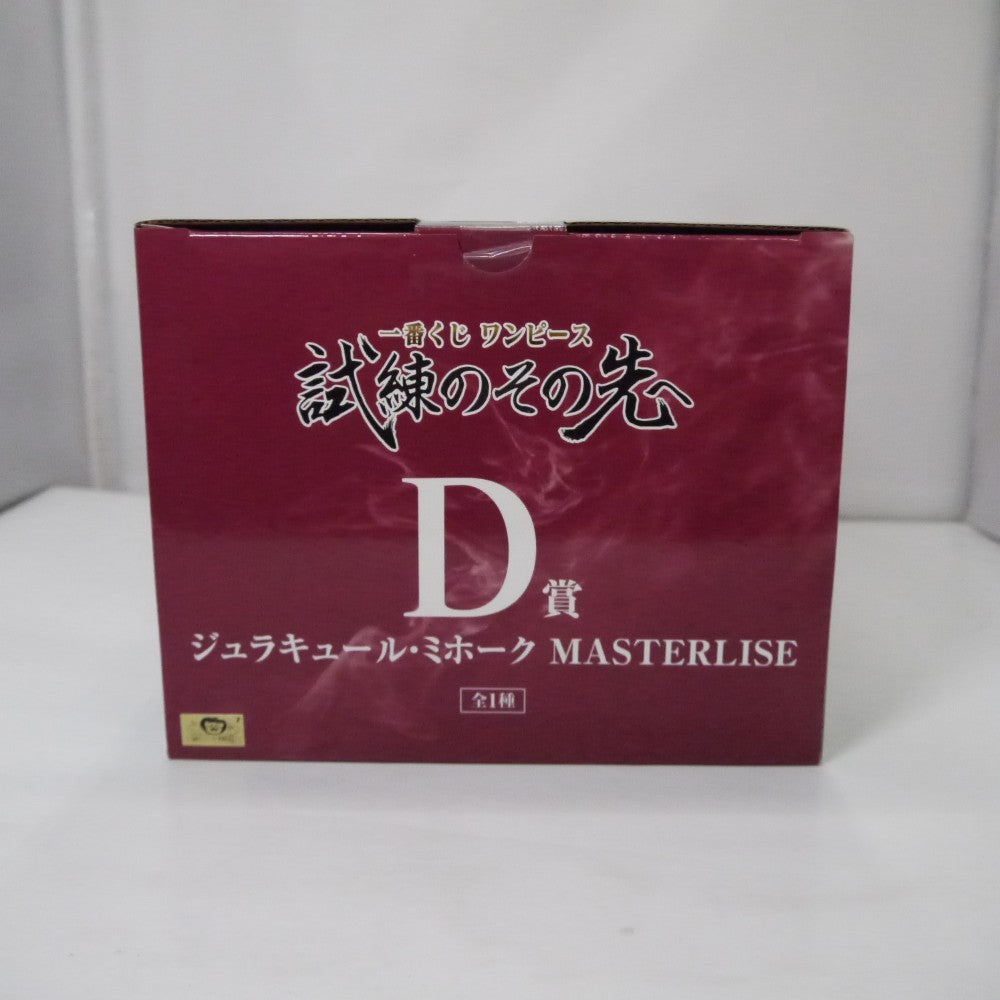 一番くじ ワンピース
試練のその先へ
D賞
ジュラキュール・ミホーク MASTERLISE
全1種